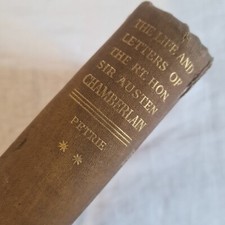 THE LIFE AND
LETTERS OF
THE RT. HON.
SIR AUSTEN
CHAMBERLAIN
PETRIE